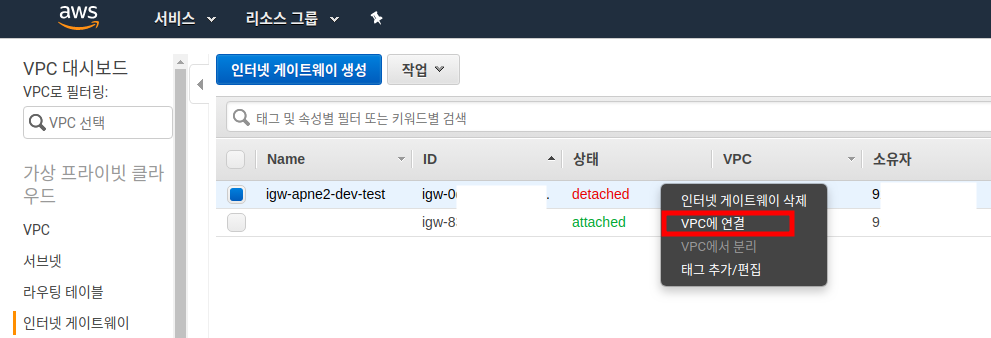 aws 서비스 리소스 그룹
VPC 대시보드
VPC로 필터링:
VPC 선택
가상 프라이빗 클라
우드
VPC
서브넷
라우팅 테이블
인터넷 게이트웨이
인터넷 게이트웨이 생성 작업
태그 및 속성별 필터 또는 키워드별 검색
Name ID 상태 VPC 소유자
igw-apne2-dev-test igw-0 detached 9
igw-8 attached 9
인터넷 게이트웨이 삭제
VPC에 연결
VPC에서 분리
태그 추가/편집